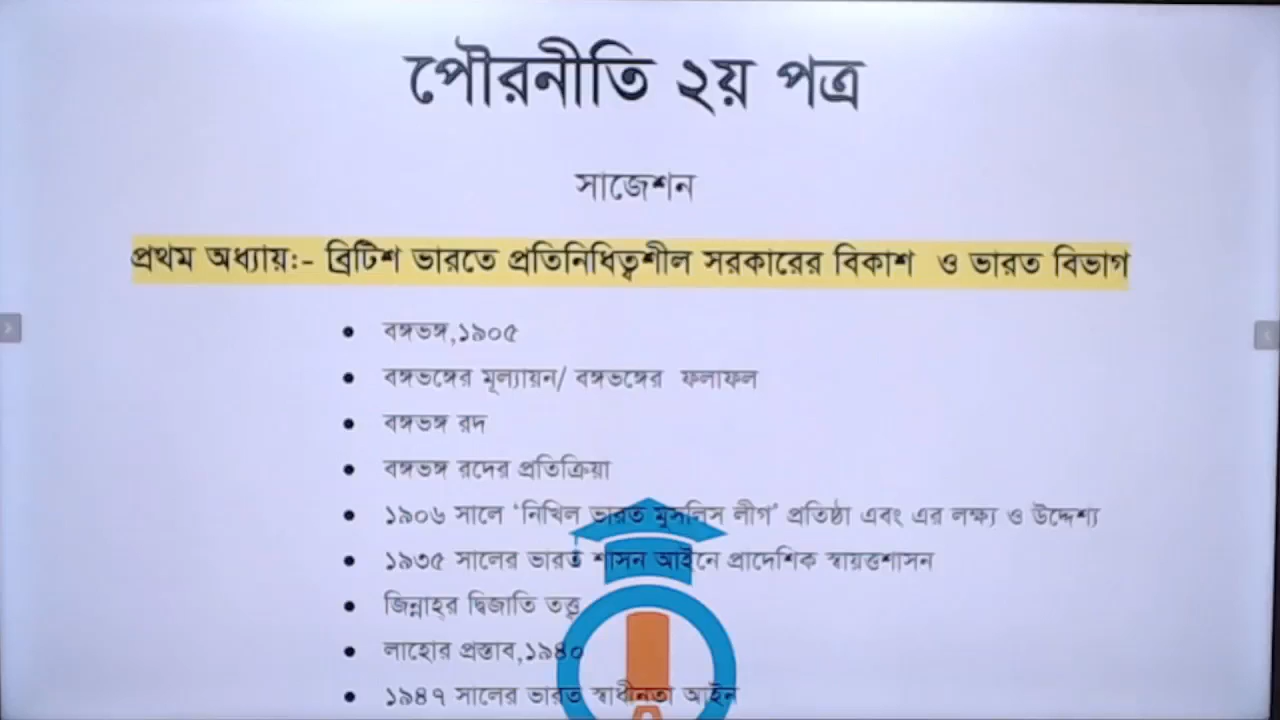 পৌরনীতি ২য় পত্র
সাজেশন
প্রথম অধ্যায়ঃ- ব্রিটিশ ভারতে প্রতিনিধিত্বশীল সরকারের বিকাশ ও ভারত বিভাগ
• বঙ্গভঙ্গ,১৯০৫
• বঙ্গভঙ্গের মূল্যায়ন/ বঙ্গভঙ্গের ফলাফল
• বঙ্গভঙ্গ রদ
• বঙ্গভঙ্গ রদের প্রতিক্রিয়া
• ১৯০৬ সালে ‘নিখিল ভারত মুসলিম লীগ’ প্রতিষ্ঠা এবং এর লক্ষ্য ও উদ্দেশ্য
• ১৯৩৫ সালের ভারত শাসন আইনে প্রাদেশিক স্বায়ত্তশাসন
• জিন্নাহর দ্বিজাতি তত্ত্ব
• লাহোর প্রস্তাব,১৯৪০
• ১৯৪৭ সালের ভারত স্বাধীনতা আইন